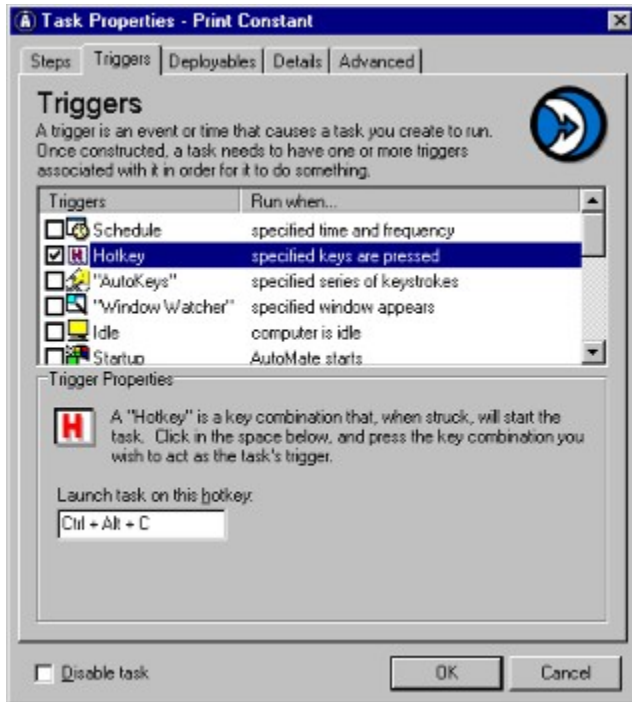 Task Properties - Print Constant
Steps Triggers Deployables Details Advanced
Triggers
A trigger is an event or time that causes a task you create to run.
Once constructed, a task needs to have one or more triggers
associated with it in order for it to do something.
Triggers Run when...
Schedule specified time and frequency
H Hotkey specified keys are pressed
"AutoKeys" specified series of keystrokes
"Window Watcher" specified window appears
Idle computer is idle
Startup AutoMate starts
Trigger Properties
H
A "Hotkey" is a key combination that, when struck, will start the
task. Click in the space below, and press the key combination you
wish to act as the task's trigger.
Launch task on this hotkey:
Ctrl + Alt + C
Disable task OK Cancel